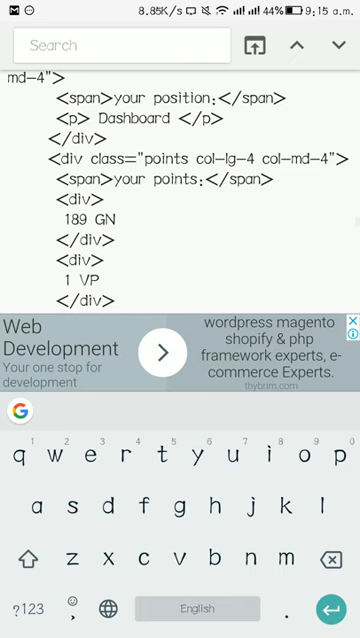 8.85K/s 44% 9:15 a.m.
Search
md-4">
<span>your position:</span>
<p> Dashboard </p>
</div>
<div class="points col-lg-4 col-md-4">
<span>your points:</span>
<div>
189 GN
</div>
<div>
1 VP
</div>
Web
Development
Your one stop for
development
wordpress magento
shopify & php
framework experts, e-
commerce Experts.
thybrim.com
G
1 2 3 4 5 6 7 8 9 0
q w e r t y u i o p
a s d f g h j k l
z x c v b n m
?123 , English .